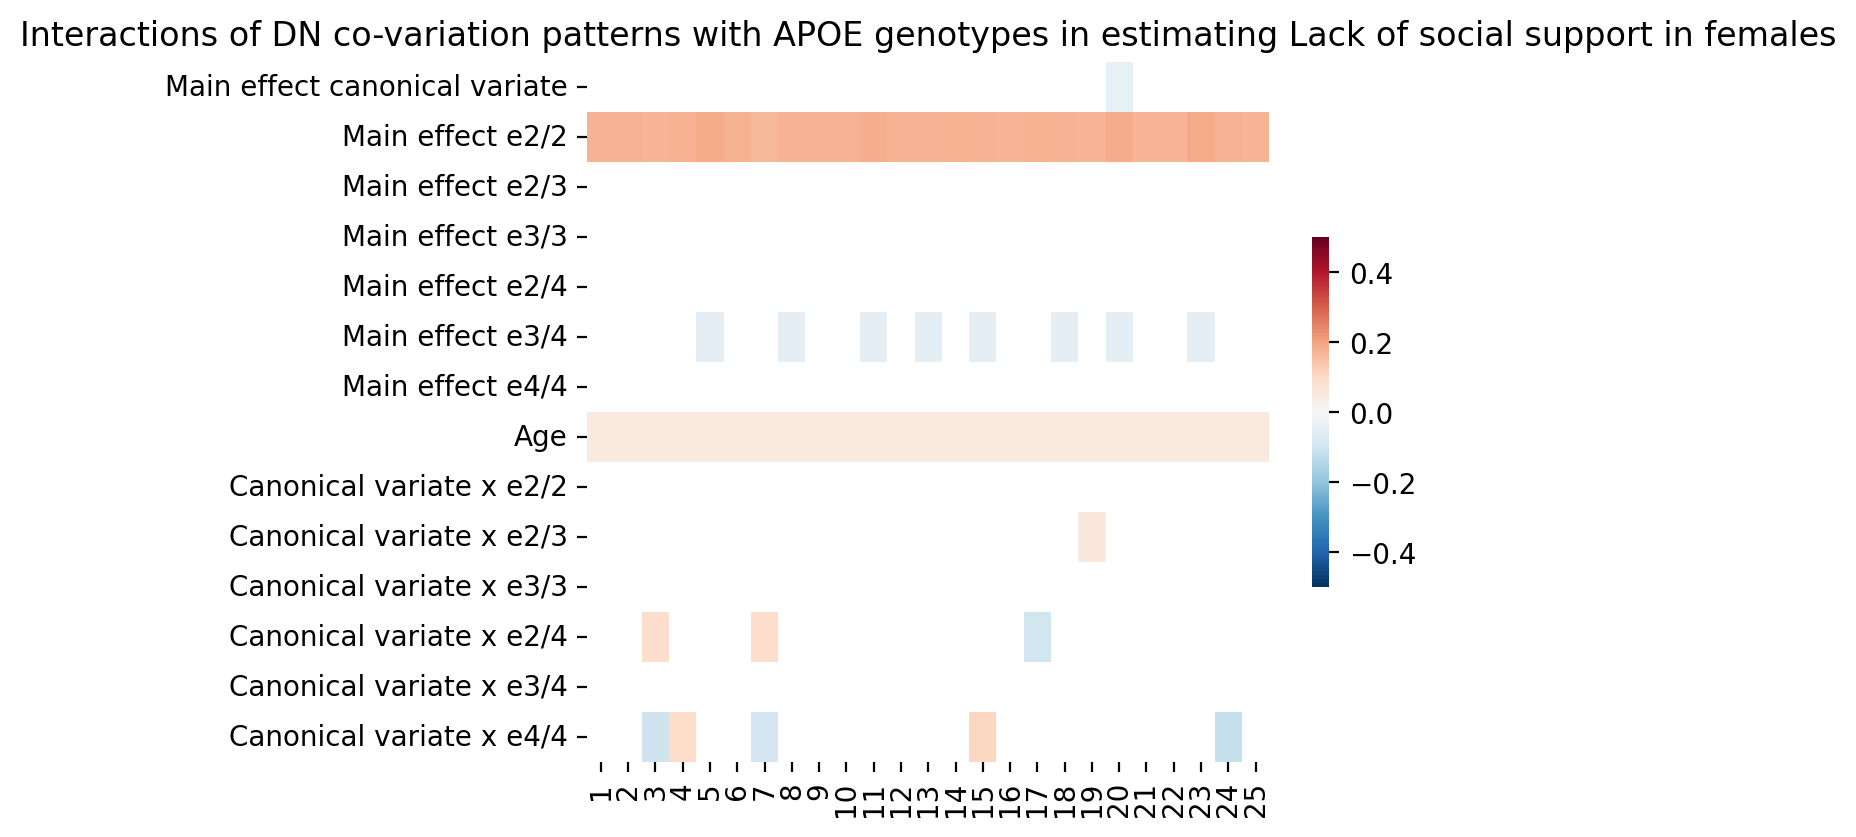 Interactions of DN co-variation patterns with APOE genotypes in estimating Lack of social support in females
Main effect canonical variate
Main effect e2/2
Main effect e2/3
Main effect e3/3
Main effect e2/4
Main effect e3/4
Main effect e4/4
Age
Canonical variate x e2/2
Canonical variate x e2/3
Canonical variate x e3/3
Canonical variate x e2/4
Canonical variate x e3/4
Canonical variate x e4/4
1 2 3 4 5 6 7 8 9 10 11 12 13 14 15 16 17 18 19 20 21 22 23 24 25
0.4
0.2
0.0
−0.2
−0.4